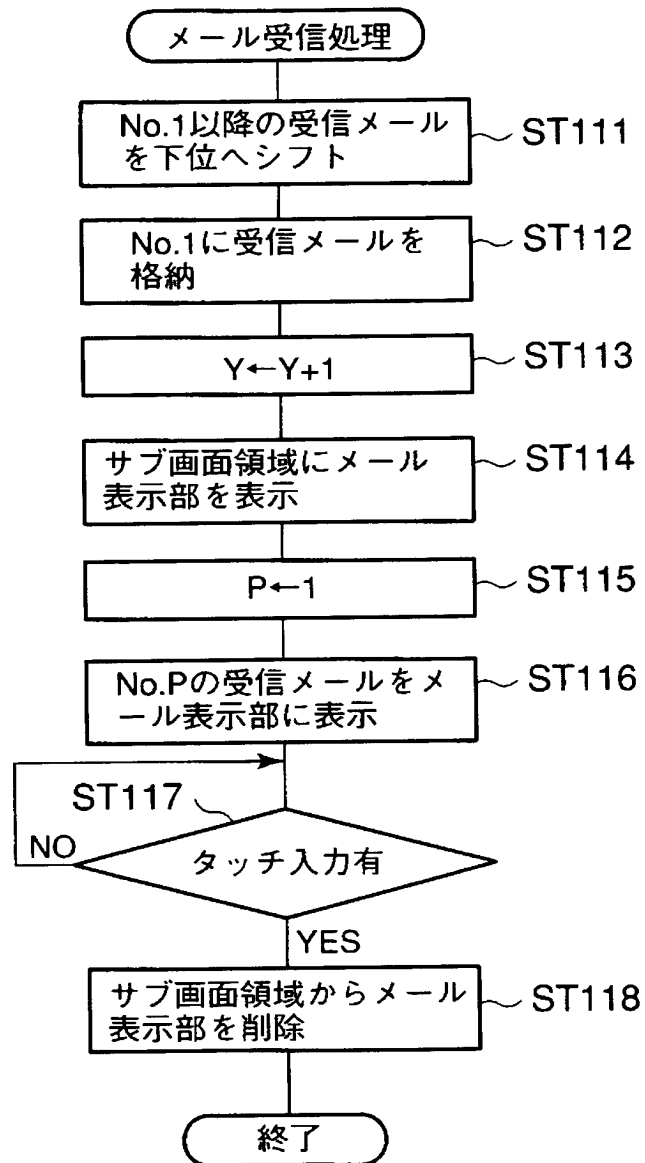 メール受信処理
No.1以降の受信メール
を下位へシフト
ST111
No.1に受信メールを
格納
ST112
Y←Y+1
ST113
サブ画面領域にメール
表示部を表示
ST114
P←1
ST115
No.Pの受信メールをメ
ール表示部に表示
ST116
ST117
NO
タッチ入力有
YES
サブ画面領域からメール
表示部を削除
ST118
終了